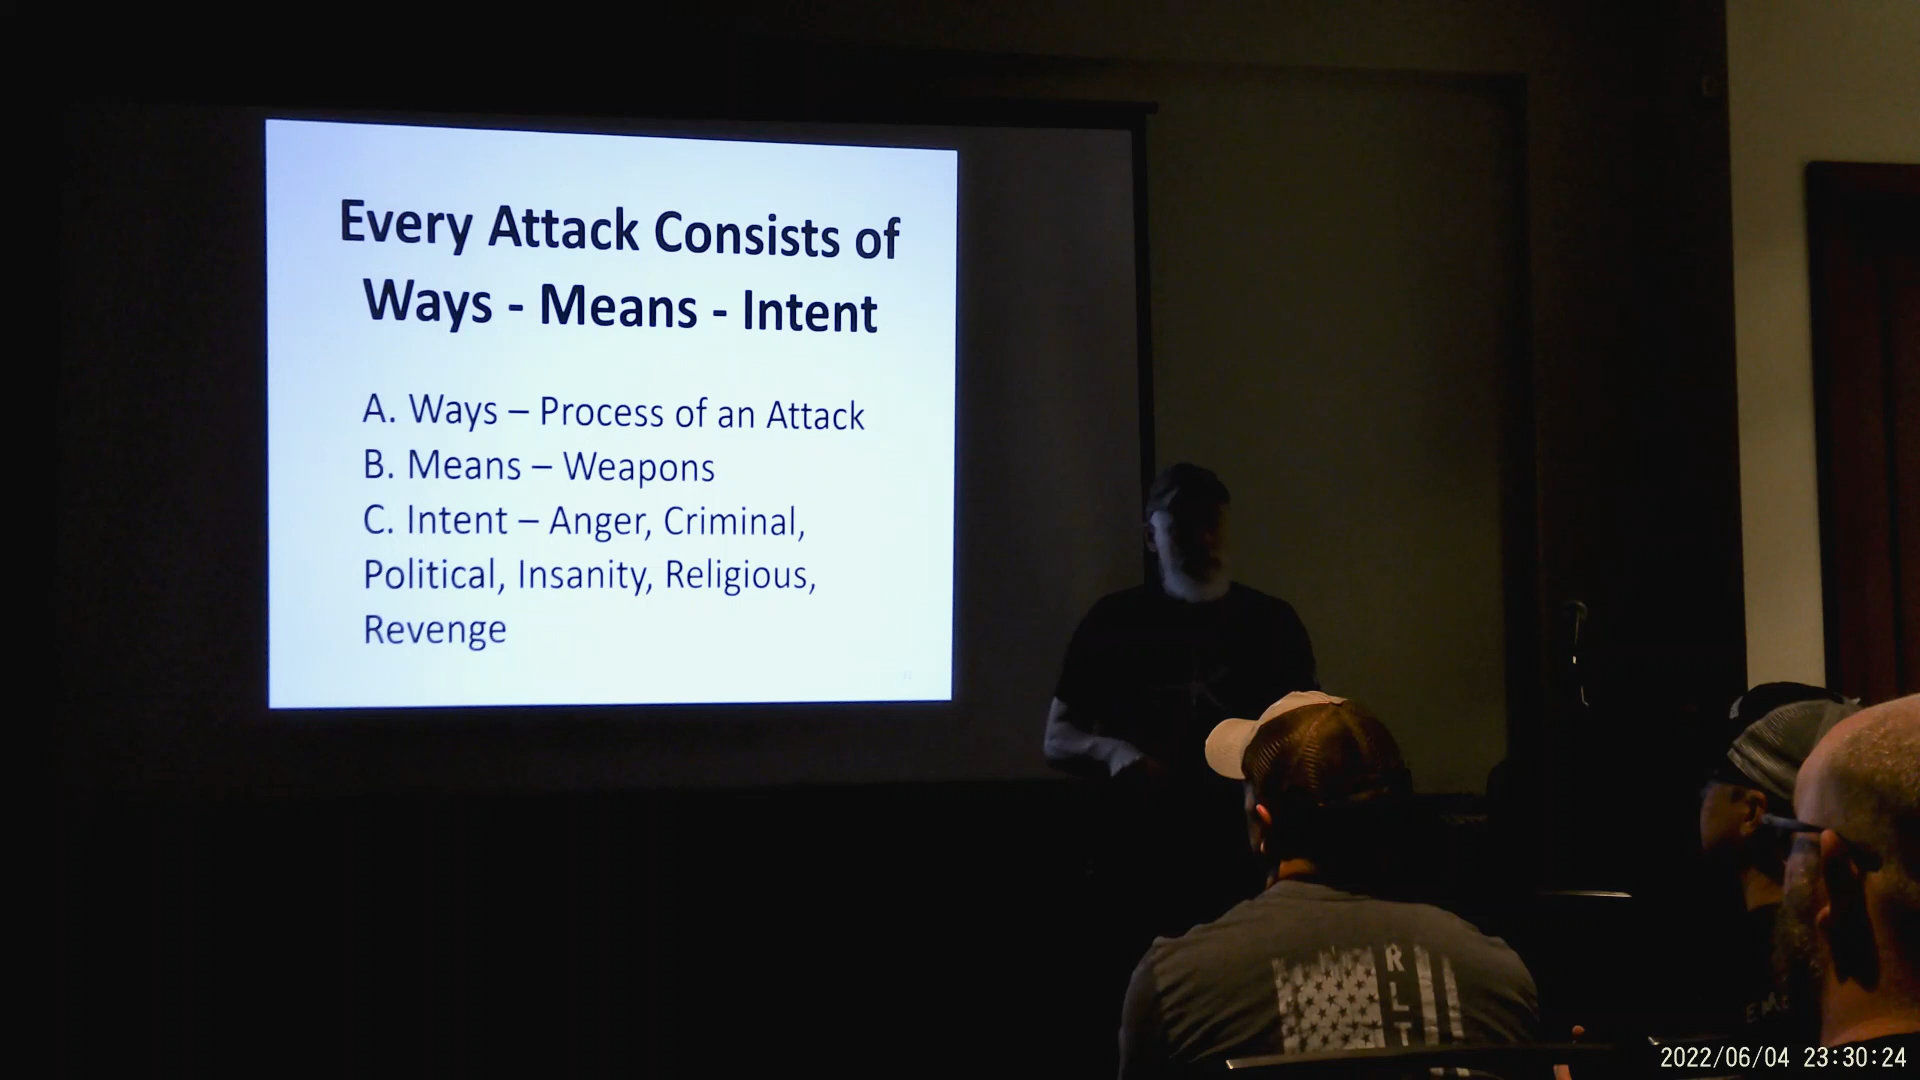 Every Attack Consists of
Ways - Means - Intent
A. Ways – Process of an Attack
B. Means – Weapons
C. Intent – Anger, Criminal,
Political, Insanity, Religious,
Revenge
R
L
T
2022/06/04 23:30:24